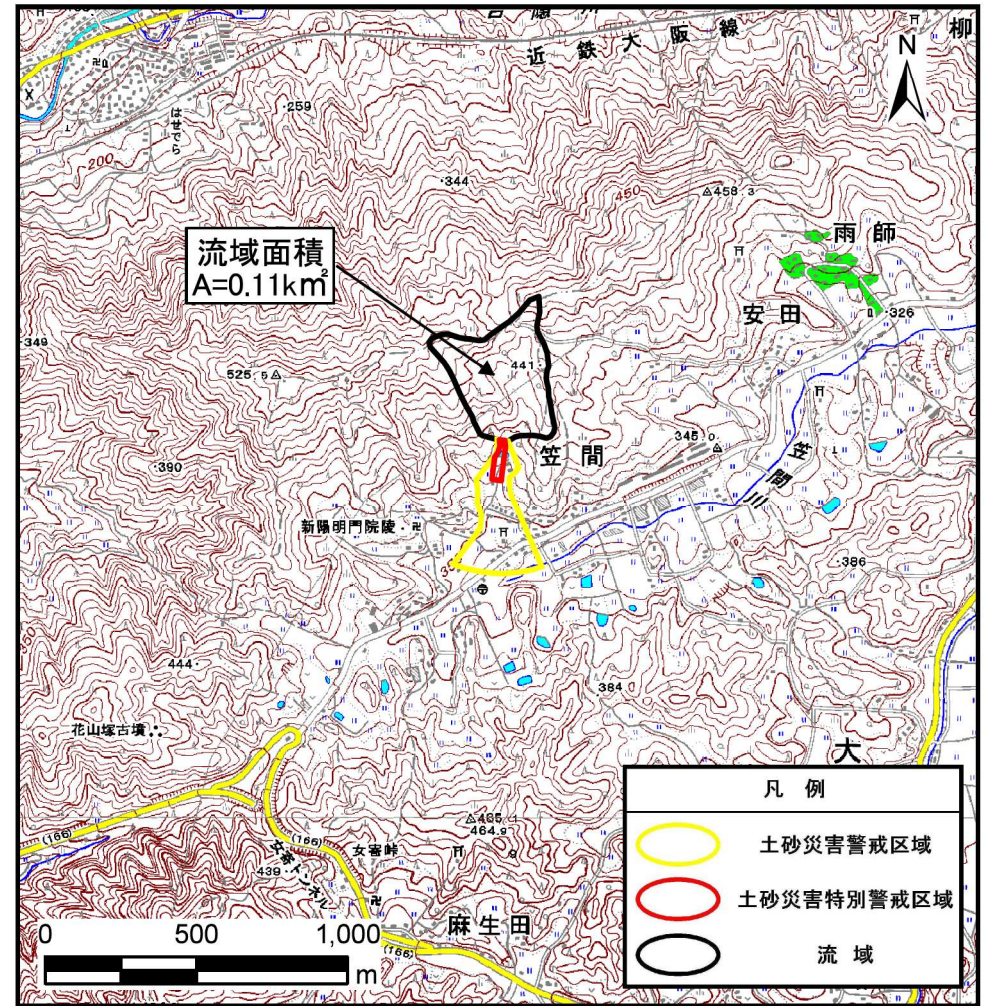 近鉄大阪線
柳
N
・259
はせでら
200
・344
450
△458.3
雨師
流域面積
A=0.11km²
安田
・326
349
441・
525.5△
笠間
345.0
△
・390
笠間川
新陽明門院陵
350
・386
444・
・384
花山塚古墳
大
凡 例
土砂災害警戒区域
土砂災害特別警戒区域
流 域
(166)
(166)
△465.1
464.9
女寄峠
439・
女寄トンネル
麻生田
(166)
0 500 1,000
m